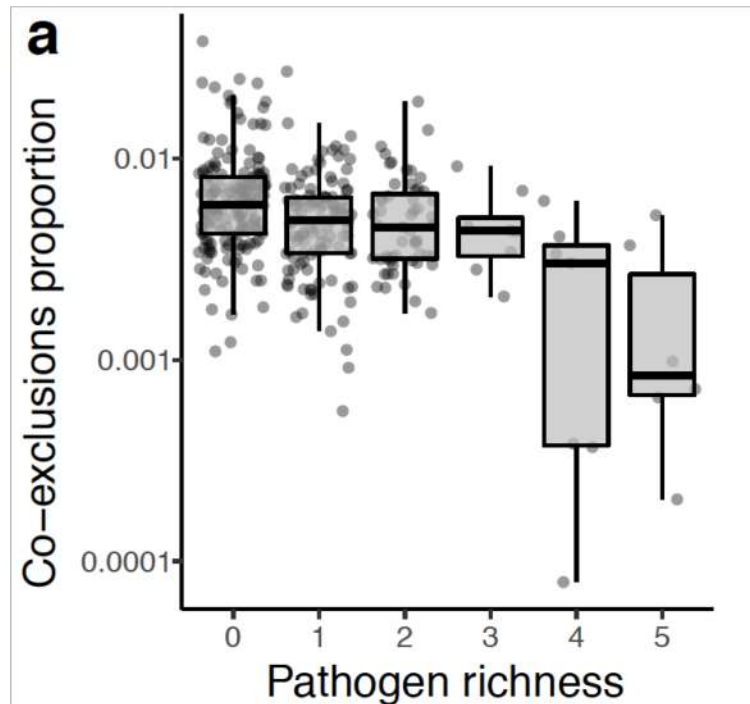 a
Co-exclusions proportion
0.01
0.001
0.0001
0 1 2 3 4 5
Pathogen richness